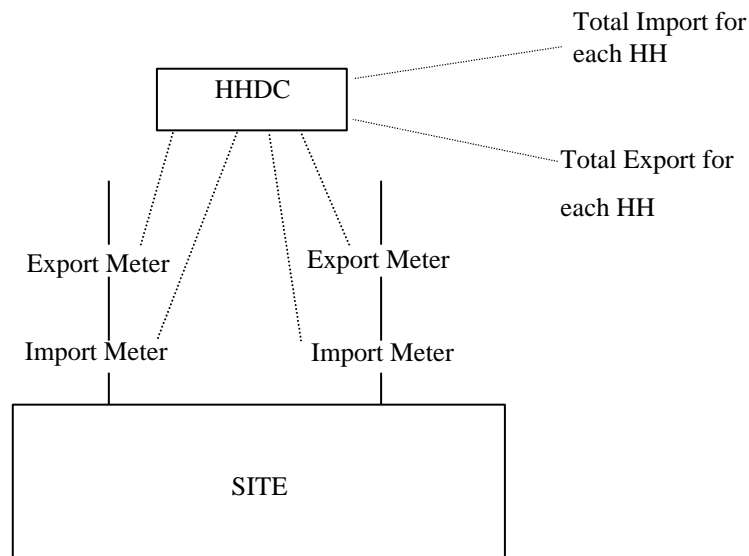 Total Import for
each HH
HHDC
Total Export for
each HH
Export Meter
Export Meter
Import Meter
Import Meter
SITE